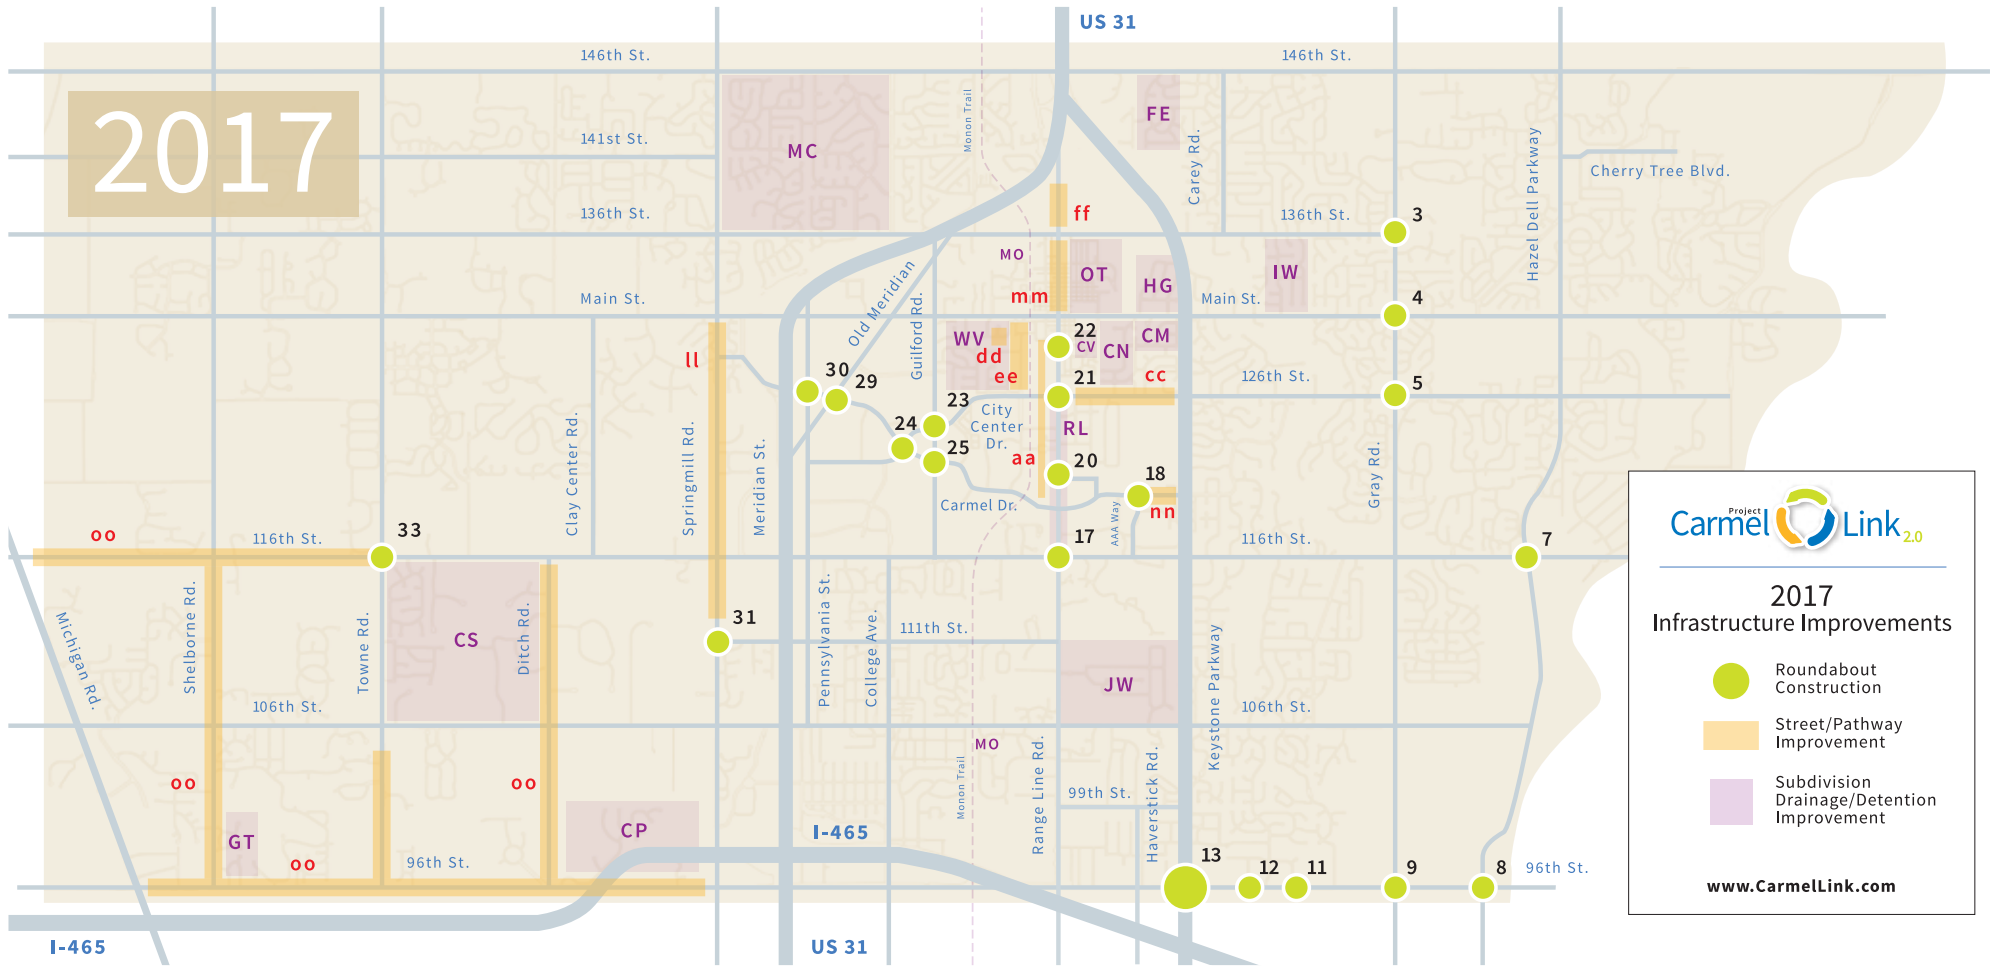 US 31
146th St.
146th St.
2017
Monon Trail
FE
141st St.
MC
Carey Rd.
Hazel Dell Parkway
Cherry Tree Blvd.
136th St.
ff
136th St.
3
MO
OT
HG
IW
Old Meridian
Guilford Rd.
mm
Main St.
Main St.
4
WV
dd
ee
22
CV
CN
CM
ll
30
29
21
cc
126th St.
5
23
City
Center
Dr.
24
25
RL
aa
20
18
Clay Center Rd.
Springmill Rd.
Meridian St.
Gray Rd.
Carmel Dr.
AAA Way
nn
oo
116th St.
33
17
116th St.
7
Michigan Rd.
Shelborne Rd.
Towne Rd.
CS
Ditch Rd.
31
Pennsylvania St.
College Ave.
111th St.
JW
Keystone Parkway
106th St.
106th St.
MO
Monon Trail
Range Line Rd.
Haverstick Rd.
oo
oo
99th St.
GT
oo
CP
I-465
96th St.
13
12
11
9
8
96th St.
I-465
US 31
Project
Carmel Link 2.0
2017
Infrastructure Improvements
Roundabout
Construction
Street/Pathway
Improvement
Subdivision
Drainage/Detention
Improvement
www.CarmelLink.com